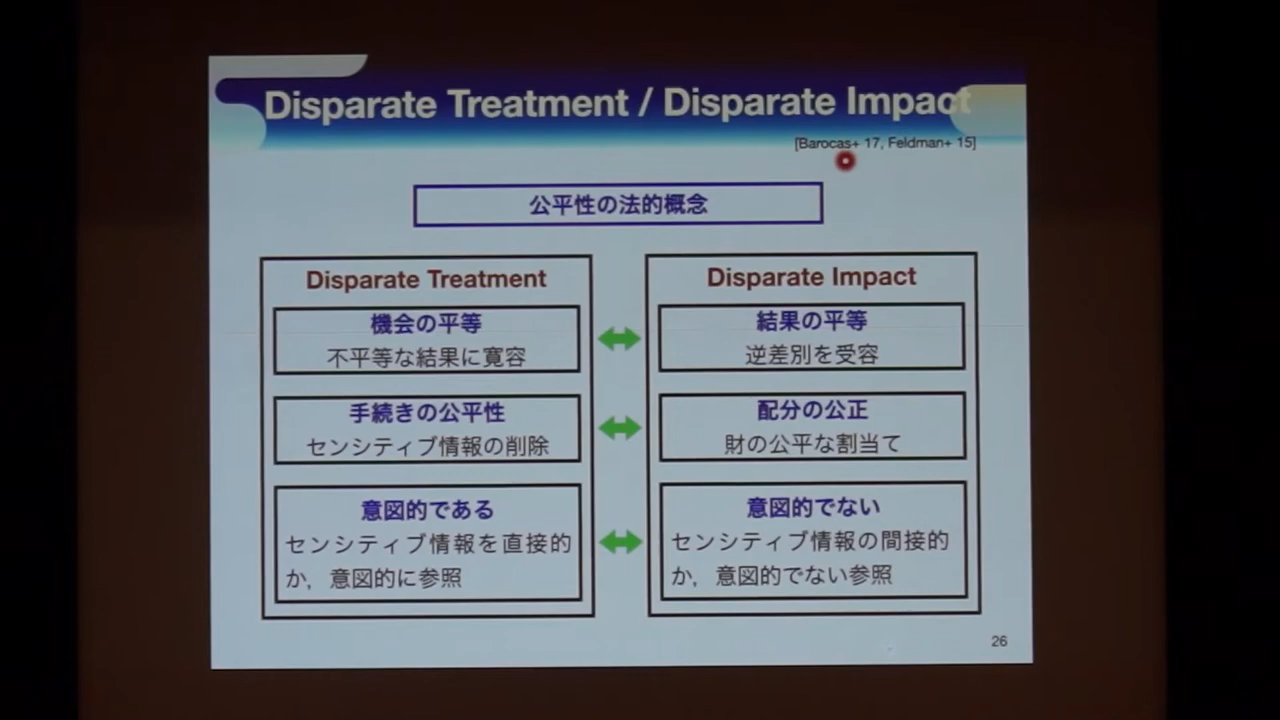 Disparate Treatment / Disparate Impact
[Barocas+ 17, Feldman+ 15]
公平性の法的概念
Disparate Treatment
機会の平等
不平等な結果に寛容
手続きの公平性
センシティブ情報の削除
意図的である
センシティブ情報を直接的
か，意図的に参照
Disparate Impact
結果の平等
逆差別を受容
配分の公正
財の公平な割当て
意図的でない
センシティブ情報の間接的
か，意図的でない参照
26